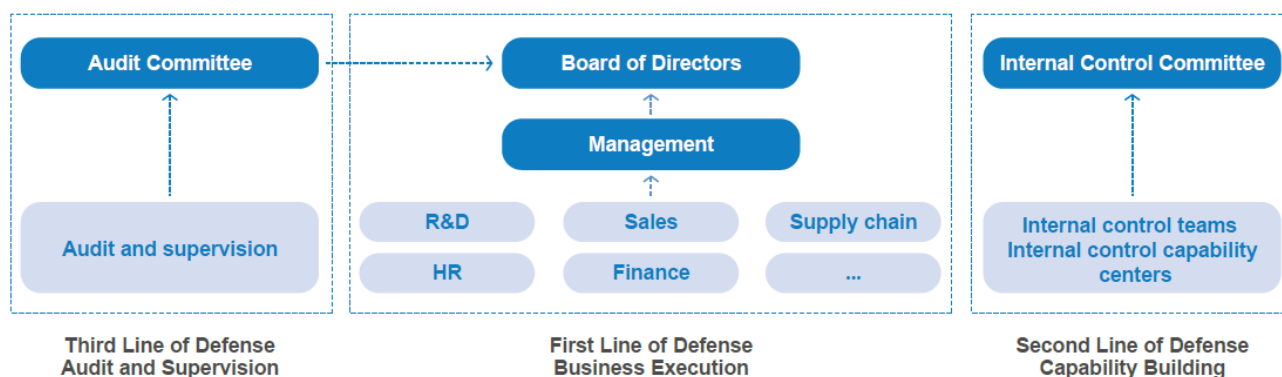 Audit Committee
Board of Directors
Internal Control Committee
Management
Audit and supervision
R&D
Sales
Supply chain
HR
Finance
...
Internal control teams
Internal control capability
centers
Third Line of Defense
Audit and Supervision
First Line of Defense
Business Execution
Second Line of Defense
Capability Building